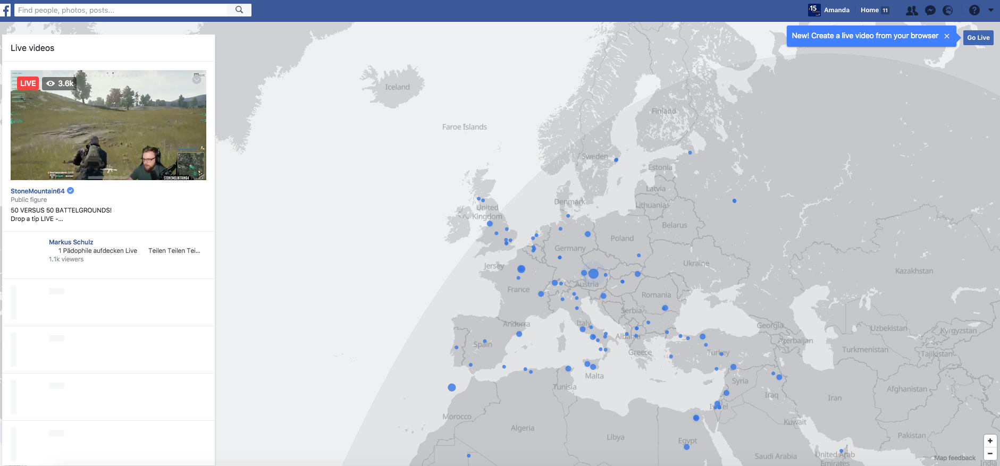 Find people, photos, posts...
Amanda
Home 11
New! Create a live video from your browser
Go Live
Live videos
LIVE
3.6k
STONEMOUNTAIN64
StoneMountain64
Public figure
50 VERSUS 50 BATTELGROUNDS!
Drop a tip LIVE -...
Markus Schulz
1 Pädophile aufdecken Live Teilen Teilen Tei...
1.1k viewers
Iceland
Faroe Islands
Finland
Sweden
Estonia
Latvia
Denmark
Lithuania
United
Kingdom
Belarus
Poland
Germany
Jersey
Ukraine
Kazakhstan
Austria
France
Romania
Serbia
Andorra
Italy
Georgia
Uzbekistan
Kyrgyzstan
Albania
Azerbaijan
Spain
Greece
Turkey
Turkmenistan
Tajikistan
Malta
Syria
Tunisia
Afghanistan
Iraq
Iran
Israel
Morocco
Kuwait
Algeria
Libya
Pakistan
Egypt
Saudi Arabia
United Arab
Emirates
Map feedback
India